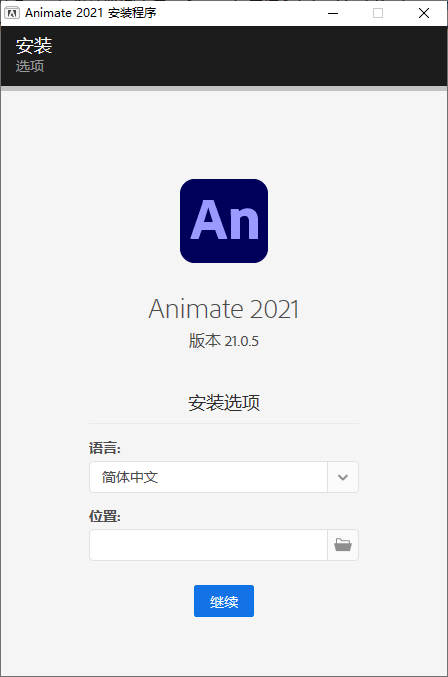 Animate 2021 安装程序
安装
选项
An
Animate 2021
版本 21.0.5
安装选项
语言:
简体中文
位置:
继续